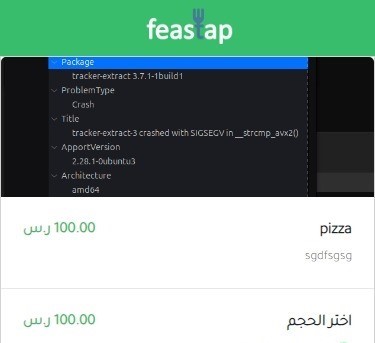 feastap
Package
tracker-extract 3.7.1-1build1
ProblemType
Crash
Title
tracker-extract-3 crashed with SIGSEGV in __strcmp_avx2()
ApportVersion
2.28.1-0ubuntu3
Architecture
amd64
pizza
100.00 ر.س
sgdfsgsg
اختر الحجم
100.00 ر.س